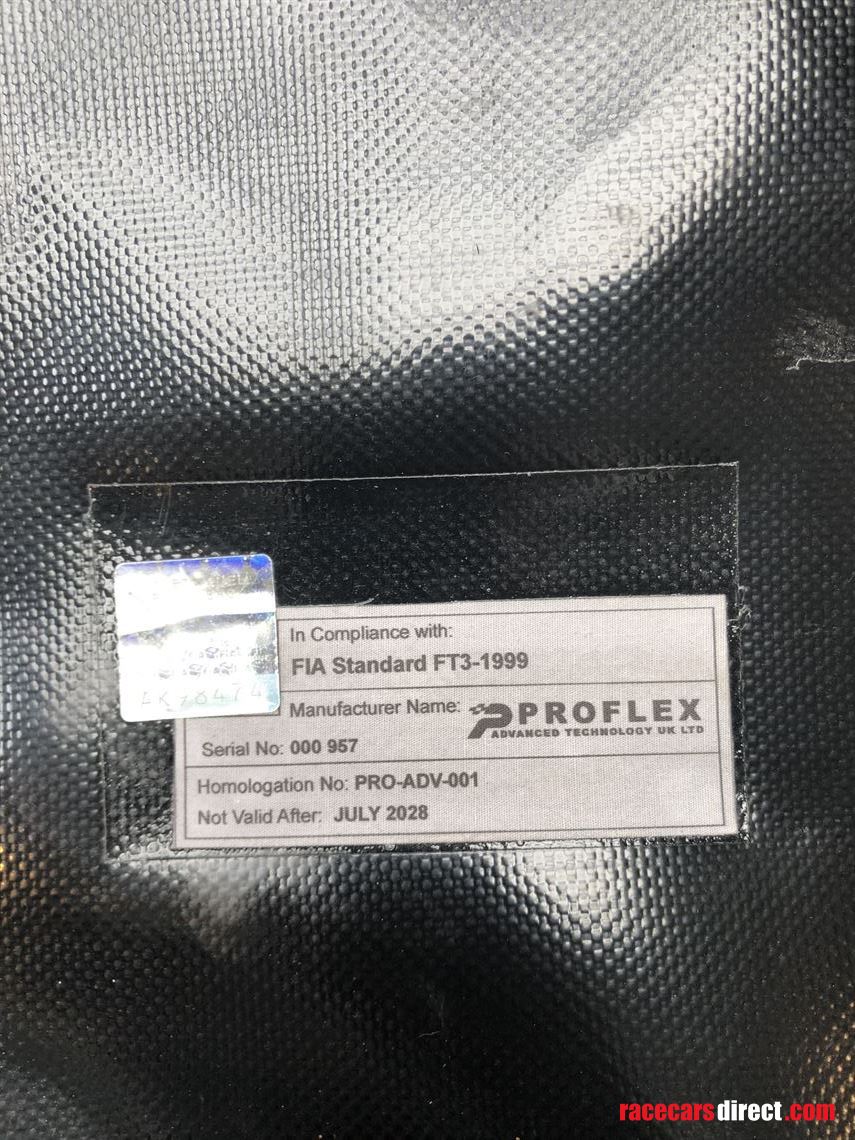 In Compliance with:
FIA Standard FT3-1999
Manufacturer Name: PROFLEX
ADVANCED TECHNOLOGY UK LTD
Serial No: 000 957
Homologation No: PRO-ADV-001
Not Valid After: JULY 2028
racecarsdirect.com